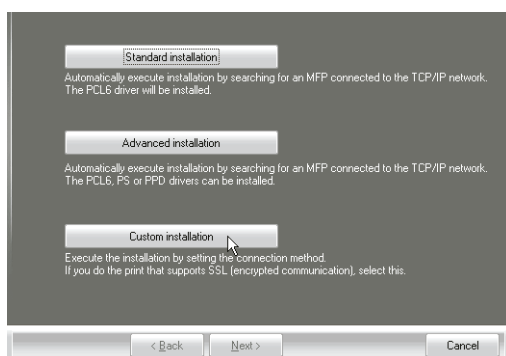 Standard installation
Automatically execute installation by searching for an MFP connected to the TCP/IP network.
The PCL6 driver will be installed.
Advanced installation
Automatically execute installation by searching for an MFP connected to the TCP/IP network.
The PCL6, PS or PPD drivers can be installed.
Custom installation
Execute the installation by setting the connection method.
If you do the print that supports SSL (encrypted communication), select this.
< Back Next > Cancel